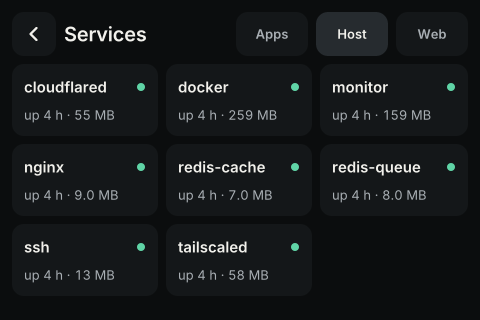 Services
Apps
Host
Web
cloudflared
up 4 h · 55 MB
docker
up 4 h · 259 MB
monitor
up 4 h · 159 MB
nginx
up 4 h · 9.0 MB
redis-cache
up 4 h · 7.0 MB
redis-queue
up 4 h · 8.0 MB
ssh
up 4 h · 13 MB
tailscaled
up 4 h · 58 MB